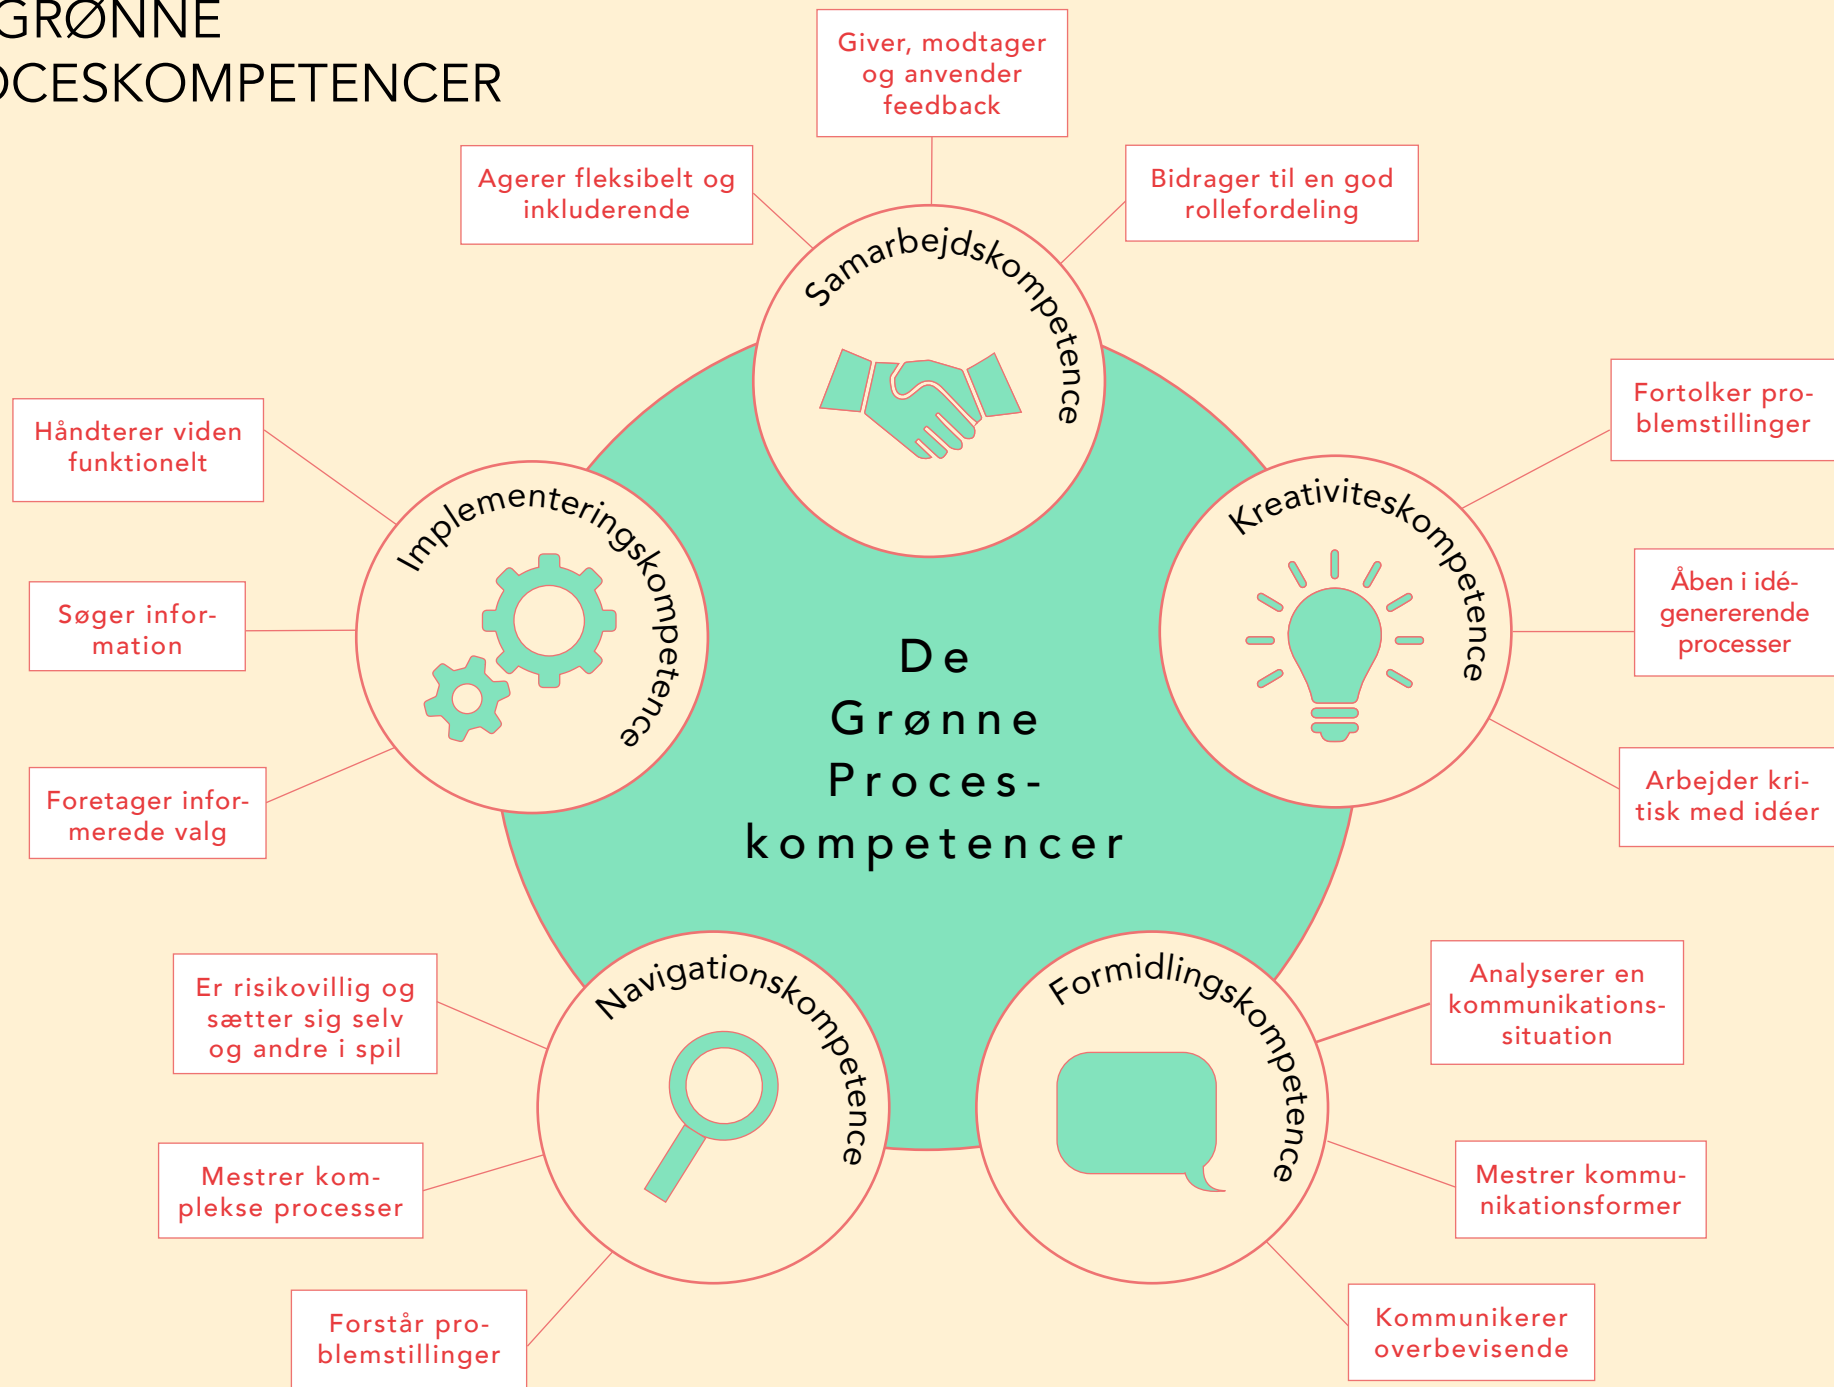 GRØNNE
OCESKOMPETENCER
Giver, modtager
og anvender
feedback
Agerer fleksibelt og
inkluderende
Bidrager til en god
rollefordeling
Samarbejdskompetence
Håndterer viden
funktionelt
Søger infor-
mation
Foretager infor-
merede valg
Implementeringskompetence
Fortolker pro-
blemstillinger
Åben i idé-
genererende
processer
Arbejder kri-
tisk med idéer
Kreativiteskompetence
De
Grønne
Proces-
kompetencer
Er risikovillig og
sætter sig selv
og andre i spil
Mestrer kom-
plekse processer
Forstår pro-
blemstillinger
Navigationskompetence
Formidlingskompetence
Analyserer en
kommunikations-
situation
Mestrer kommu-
nikationsformer
Kommunikerer
overbevisende